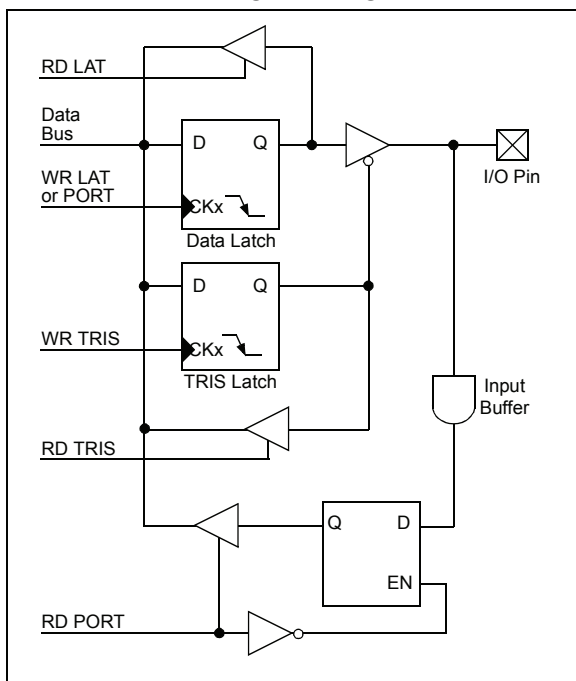 RD LAT
Data
Bus
D Q
WR LAT
or PORT
CKx
Data Latch
I/O Pin
D Q
WR TRIS
CKx
TRIS Latch
Input
Buffer
RD TRIS
Q D
EN
RD PORT